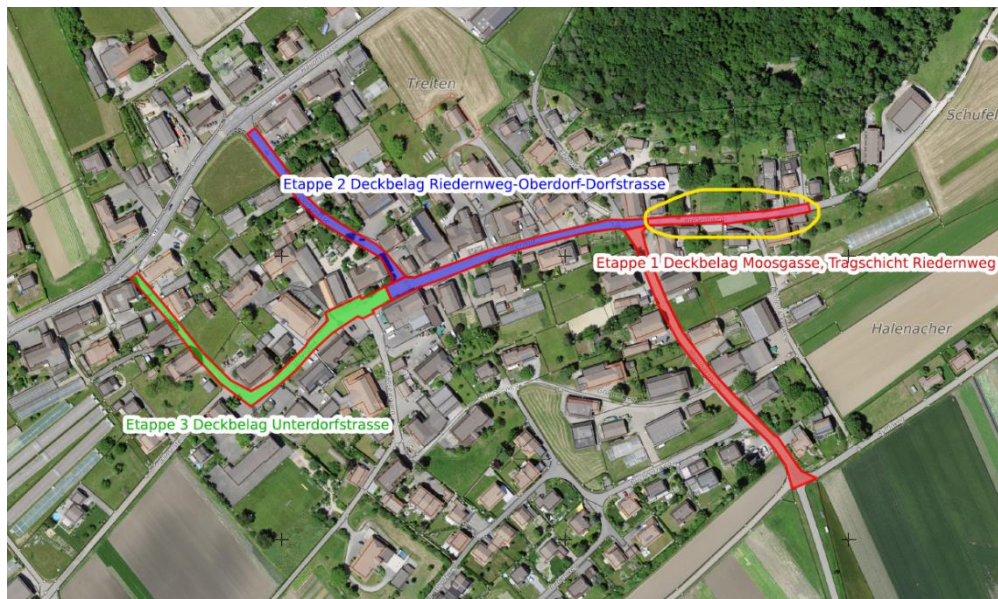 Treiten
Schufel
Etappe 2 Deckbelag Riedernweg-Oberdorf-Dorfstrasse
Etappe 1 Deckbelag Moosgasse, Tragschicht Riedernweg
Halenacher
Etappe 3 Deckbelag Unterdorfstrasse